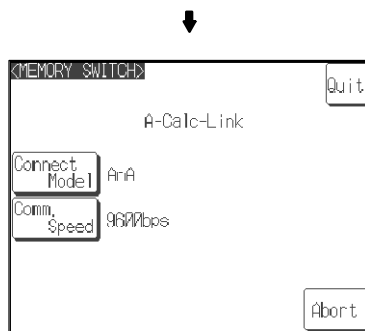 <MEMORY SWITCH>
Quit
A-Calc-Link
Connect
Model
AnA
Comm.
Speed
9600bps
Abort